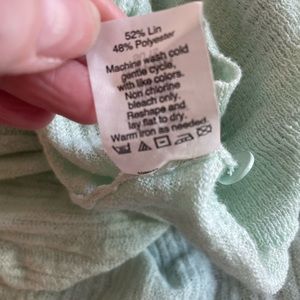 52% Lin
48% Polyester
Machine wash cold
gentle cycle,
with like colors.
Non chlorine
bleach only.
Reshape and
lay flat to dry.
Warm iron as needed.